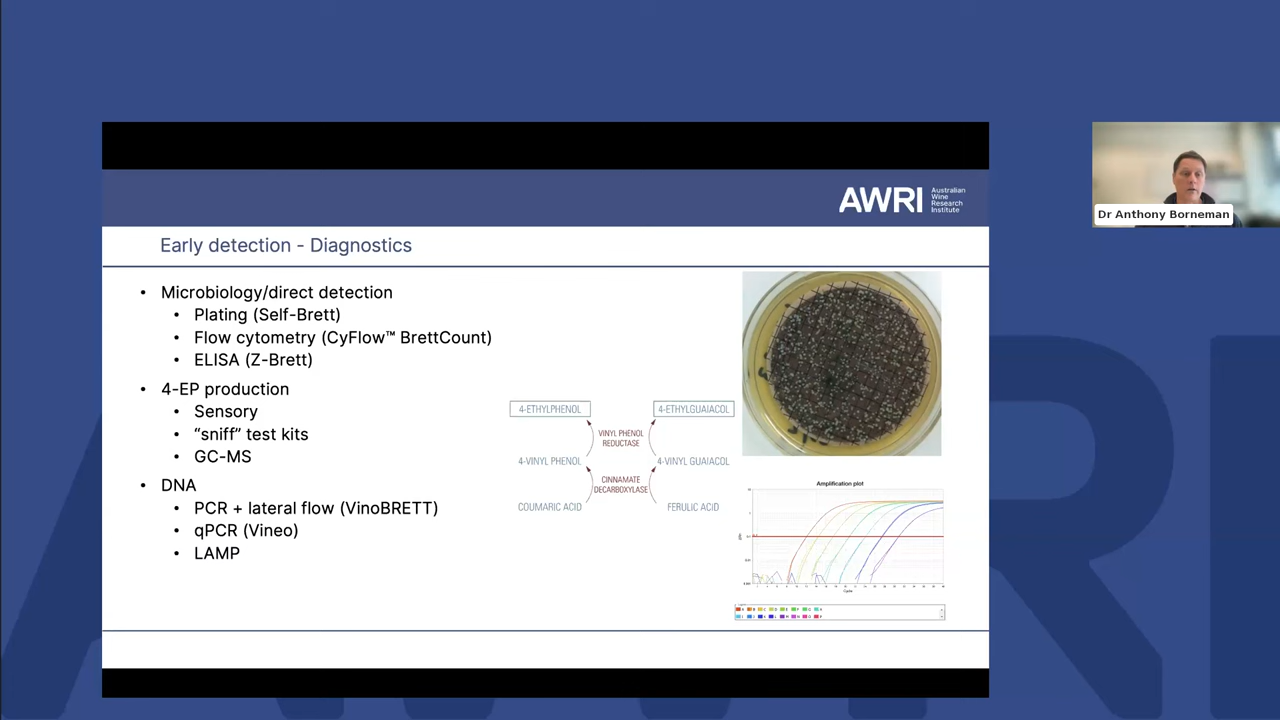 AWRI
Australian
Wine
Research
Institute
Dr Anthony Borneman
Early detection - Diagnostics
• Microbiology/direct detection
• Plating (Self-Brett)
• Flow cytometry (CyFlow™ BrettCount)
• ELISA (Z-Brett)
• 4-EP production
• Sensory
• “sniff” test kits
• GC-MS
• DNA
• PCR + lateral flow (VinoBRETT)
• qPCR (Vineo)
• LAMP
4-ETHYLPHENOL
4-ETHYLGUAIACOL
VINYL PHENOL
REDUCTASE
4-VINYL PHENOL
4-VINYL GUAIACOL
CINNAMATE
DECARBOXYLASE
COUMARIC ACID
FERULIC ACID
Amplification plot
Cycle